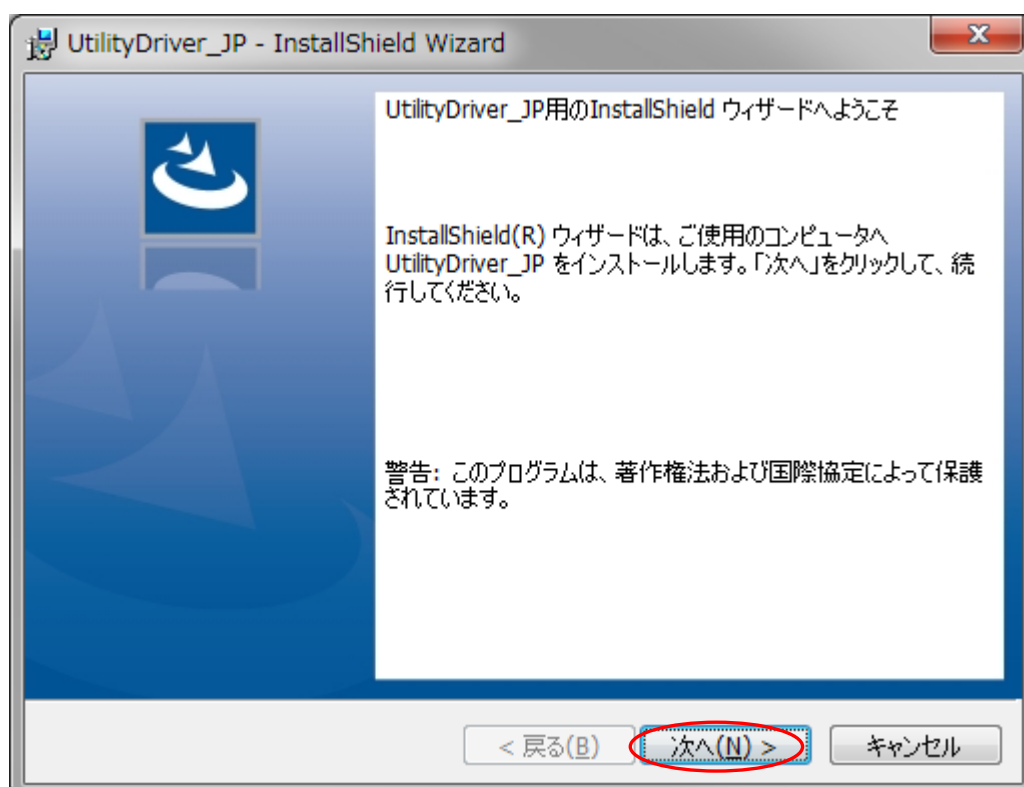 UtilityDriver_JP - InstallShield Wizard
UtilityDriver_JP用のInstallShield ウィザードへようこそ
InstallShield(R) ウィザードは、ご使用のコンピュータへ
UtilityDriver_JP をインストールします。「次へ」をクリックして、続
行してください。
警告: このプログラムは、著作権法および国際協定によって保護
されています。
< 戻る(B)
次へ(N) >
キャンセル